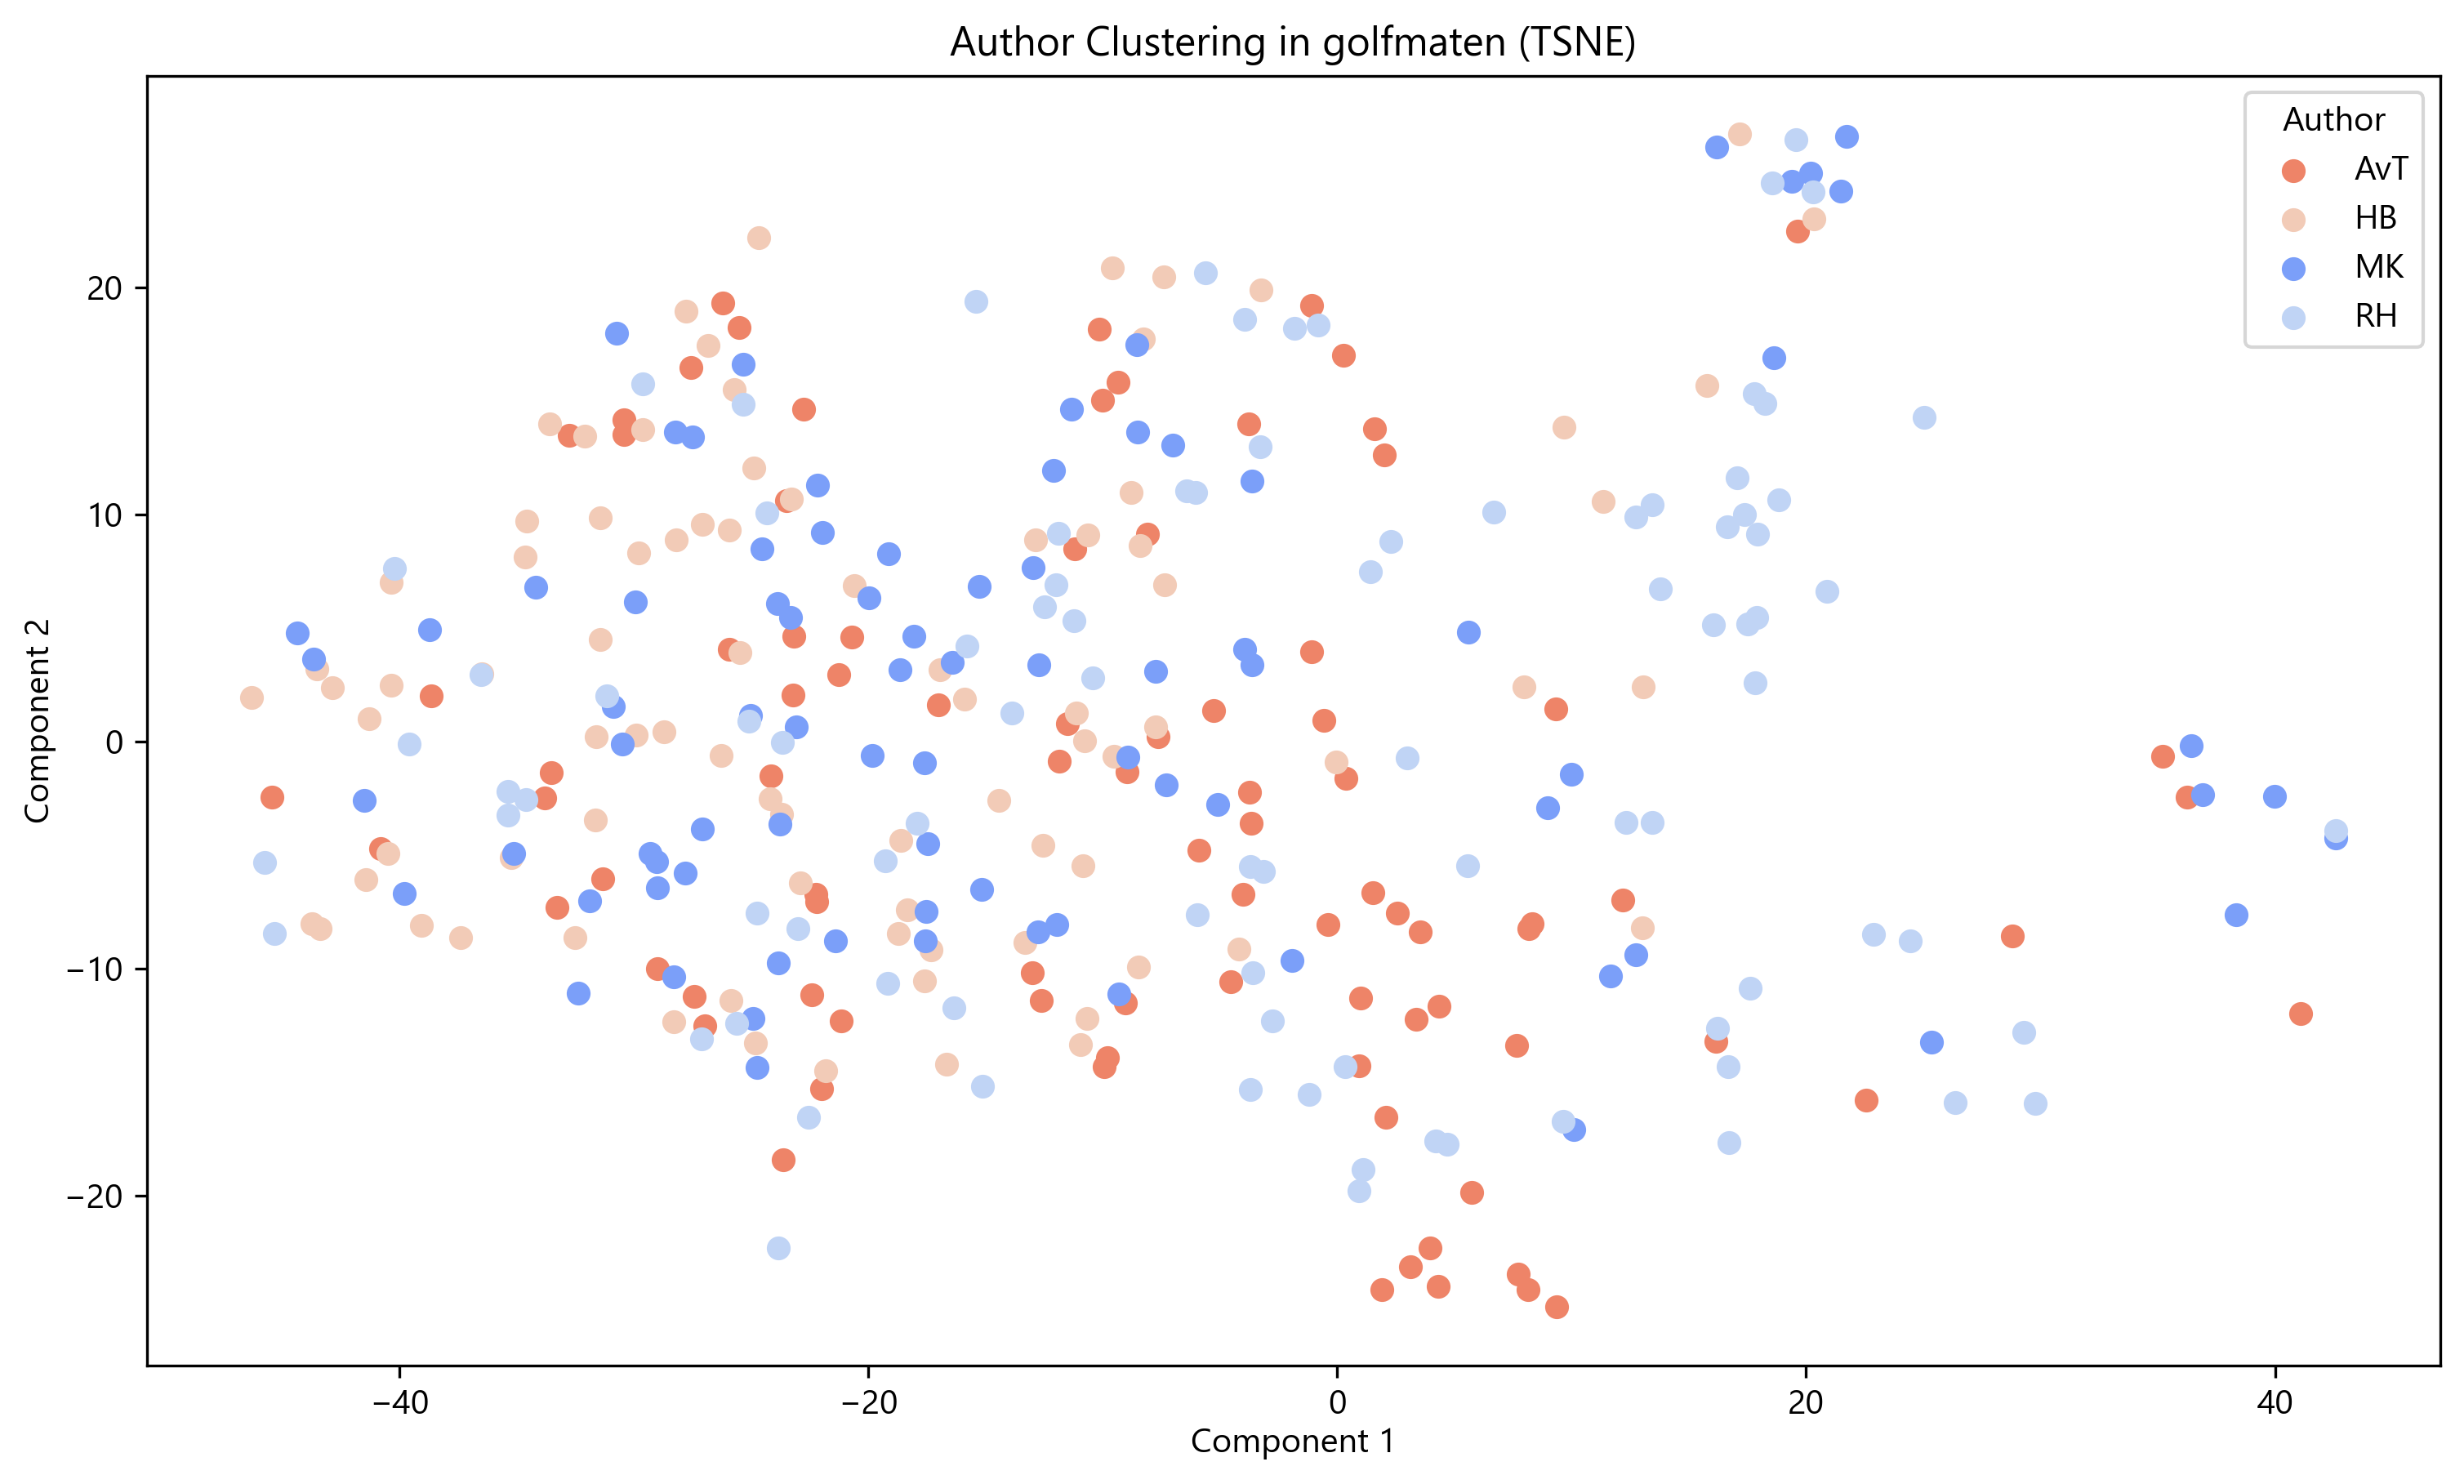 Author Clustering in golfmaten (TSNE)
Author
AvT
HB
MK
RH
Component 2
20
10
0
−10
−20
−40
−20
0
20
40
Component 1